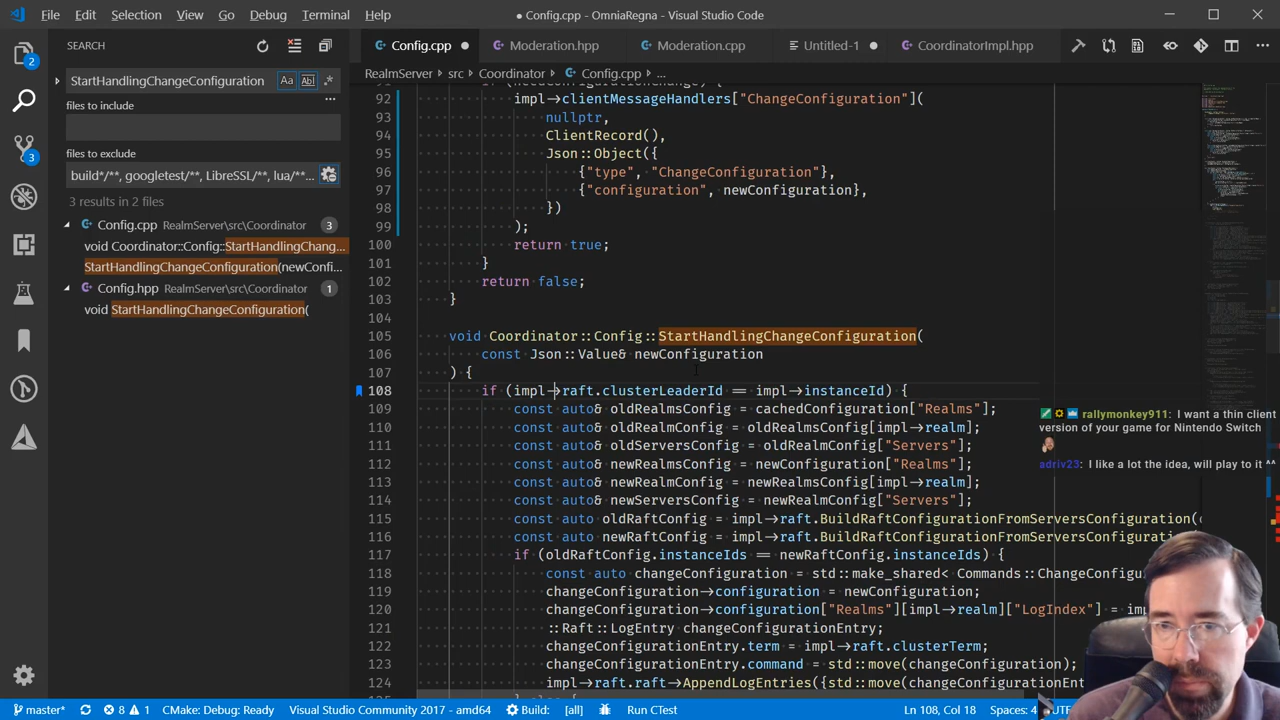 File Edit Selection View Go Debug Terminal Help
● Config.cpp - OmniaRegna - Visual Studio Code
SEARCH
Config.cpp
Moderation.hpp
Moderation.cpp
Untitled-1
CoordinatorImpl.hpp
StartHandlingChangeConfiguration
Aa Abl .*
files to include
...
files to exclude
build*/**, googletest/**, LibreSSL/**, lua/**...
3 results in 2 files
Config.cpp RealmServer\src\Coordinator 3
void Coordinator::Config::StartHandlingChang...
StartHandlingChangeConfiguration(newConfi...
Config.hpp RealmServer\src\Coordinator 1
void StartHandlingChangeConfiguration(
2
3
RealmServer > src > Coordinator > Config.cpp > ...
92 impl->clientMessageHandlers["ChangeConfiguration"](
93 nullptr,
94 ClientRecord(),
95 Json::Object({
96 {"type", "ChangeConfiguration"},
97 {"configuration", newConfiguration},
98 })
99 );
100 return true;
101 }
102 return false;
103 }
104
105 void Coordinator::Config::StartHandlingChangeConfiguration(
106 const Json::Value& newConfiguration
107 ) {
108 if (impl->raft.clusterLeaderId == impl->instanceId) {
109 const auto& oldRealmsConfig = cachedConfiguration["Realms"];
110 const auto& oldRealmConfig = oldRealmsConfig[impl->realm];
111 const auto& oldServersConfig = oldRealmConfig["Servers"];
112 const auto& newRealmsConfig = newConfiguration["Realms"];
113 const auto& newRealmConfig = newRealmsConfig[impl->realm];
114 const auto& newServersConfig = newRealmConfig["Servers"];
115 const auto oldRaftConfig = impl->raft.BuildRaftConfigurationFromServersConfiguration(
116 const auto newRaftConfig = impl->raft.BuildRaftConfigurationFromServersConfiguration
117 if (oldRaftConfig.instanceIds == newRaftConfig.instanceIds) {
118 const auto changeConfiguration = std::make_shared< Commands::ChangeConfigu
119 changeConfiguration->configuration = newConfiguration;
120 changeConfiguration->configuration["Realms"][impl->realm]["LogIndex"] = im
121 ::Raft::LogEntry changeConfigurationEntry;
122 changeConfigurationEntry.term = impl->raft.clusterTerm;
123 changeConfigurationEntry.command = std::move(changeConfiguration);
124 impl->raft.raft->AppendLogEntries({std::move(changeConfigurationEnt
rallymonkey911: I want a thin client version of your game for Nintendo Switch
adriv23: I like a lot the idea, will play to it ^^
master* 8 1 CMake: Debug: Ready Visual Studio Community 2017 - amd64 Build: [all] Run CTest Ln 108, Col 18 Spaces: 4